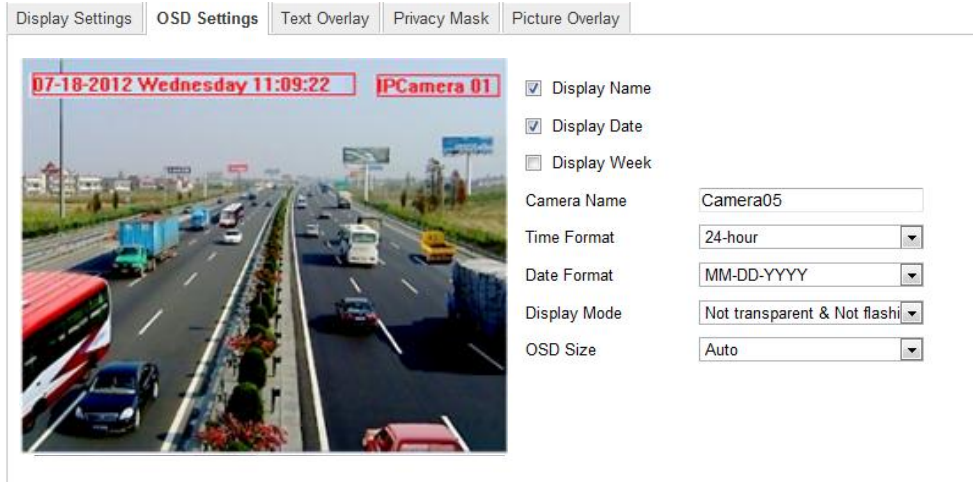 Display Settings OSD Settings Text Overlay Privacy Mask Picture Overlay
07-18-2012 Wednesday 11:09:22 IPCamera 01
Display Name
Display Date
Display Week
Camera Name Camera05
Time Format 24-hour
Date Format MM-DD-YYYY
Display Mode Not transparent & Not flashi
OSD Size Auto